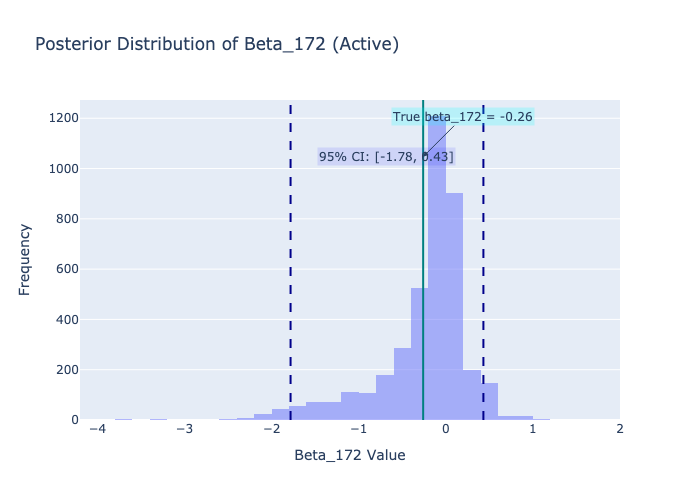 Posterior Distribution of Beta_172 (Active)
True beta_172 = -0.26
95% CI: [-1.78, 0.43]
1200
1000
800
600
400
200
0
Frequency
−4
−3
−2
−1
0
1
2
Beta_172 Value